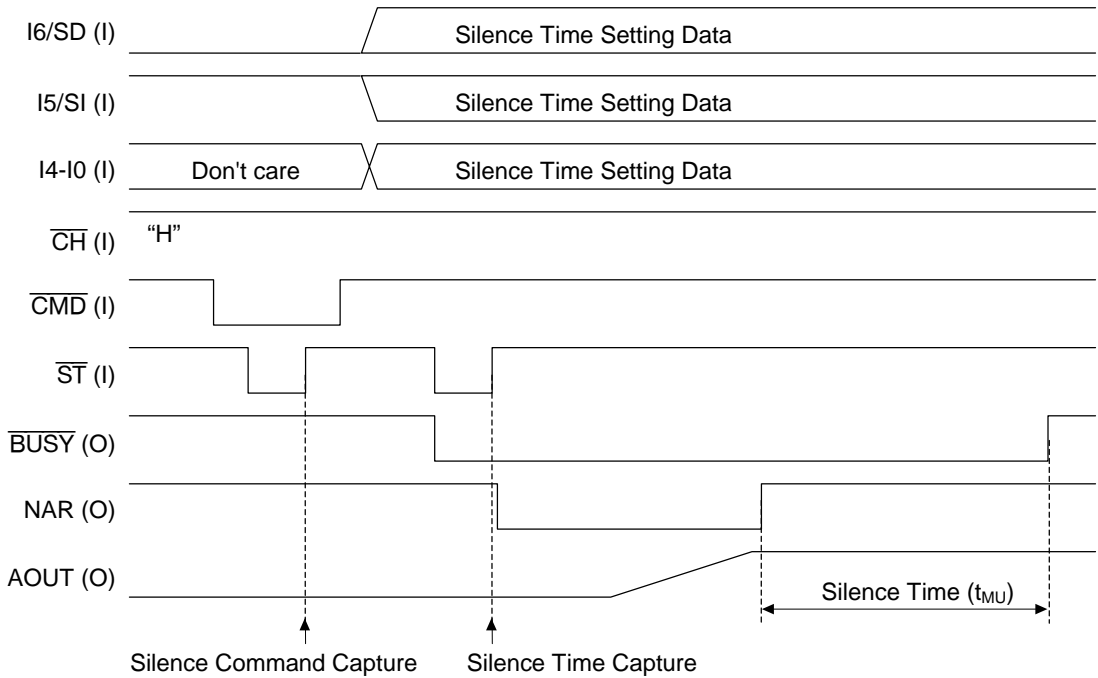 I6/SD (I)
Silence Time Setting Data
I5/SI (I)
Silence Time Setting Data
I4-I0 (I)
Don't care
Silence Time Setting Data
CH (I)
“H”
CMD (I)
ST (I)
BUSY (O)
NAR (O)
AOUT (O)
Silence Time (tMU)
Silence Command Capture
Silence Time Capture